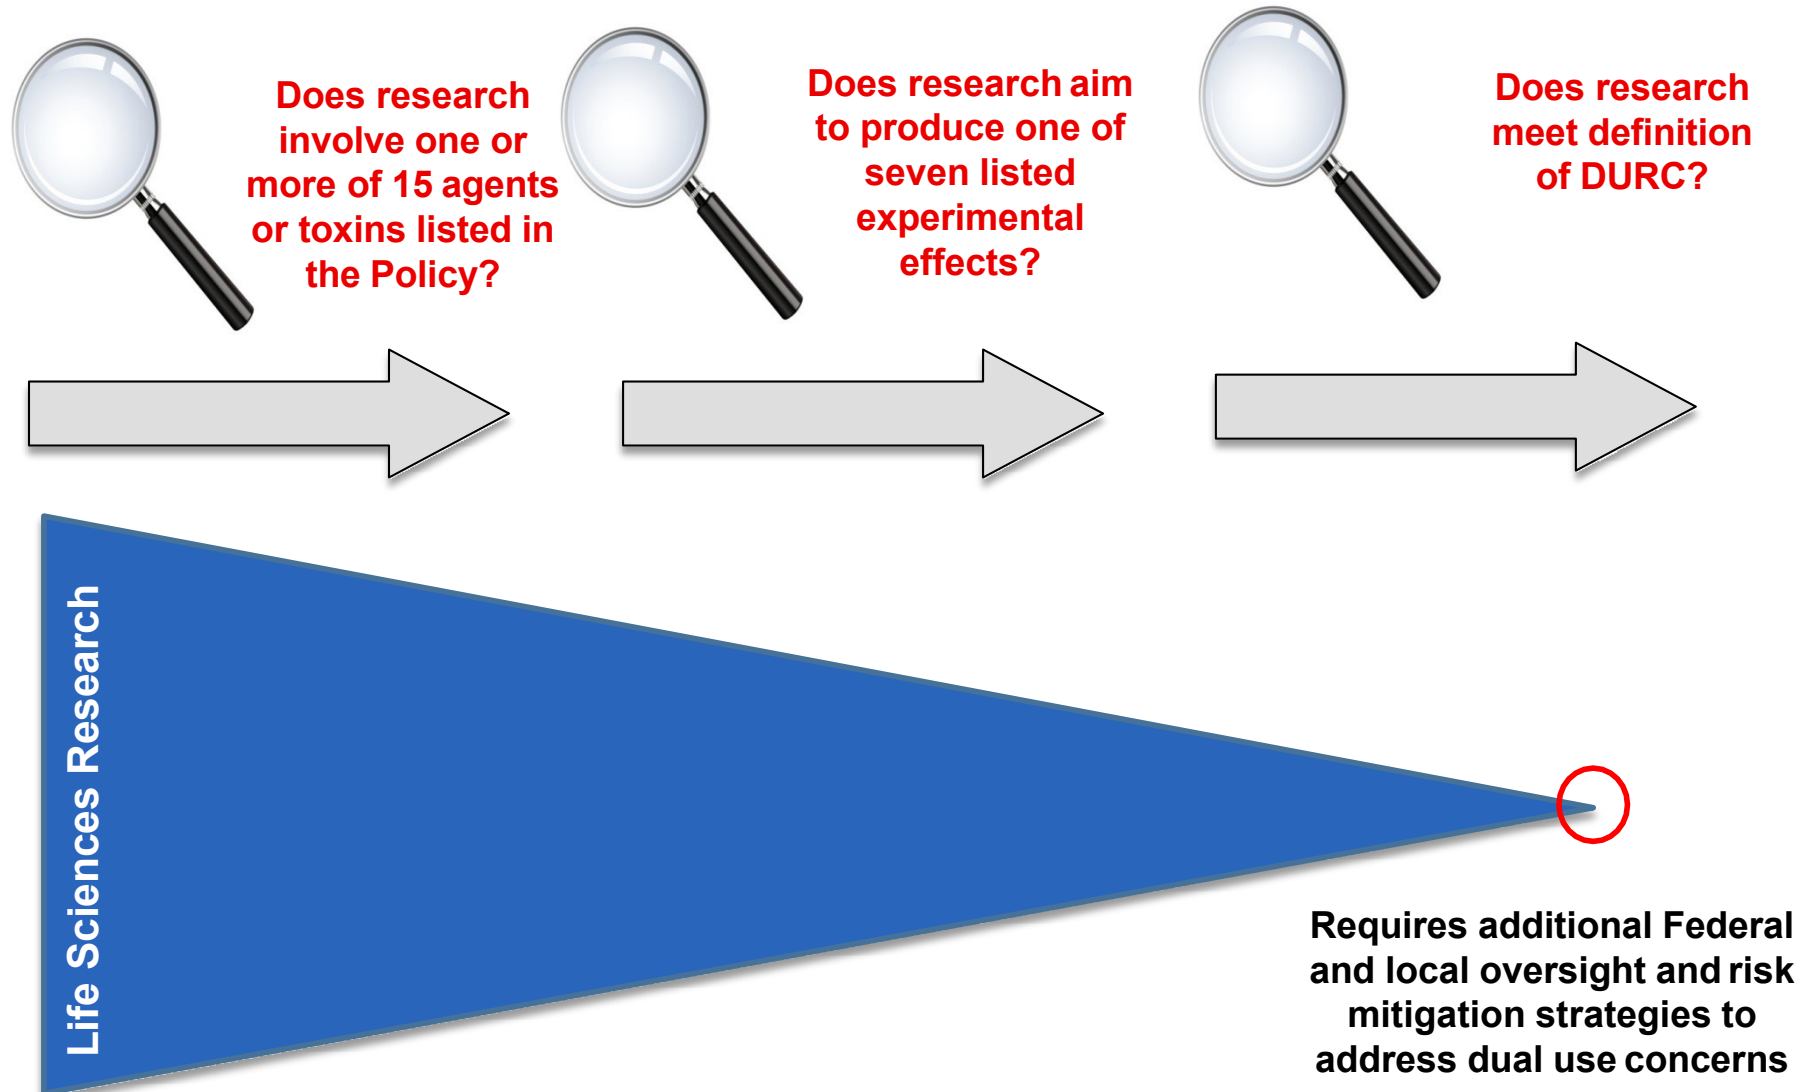 Does research
involve one or
more of 15 agents
or toxins listed in
the Policy?
Does research aim
to produce one of
seven listed
experimental
effects?
Does research
meet definition
of DURC?
Life Sciences Research
Requires additional Federal
and local oversight and risk
mitigation strategies to
address dual use concerns